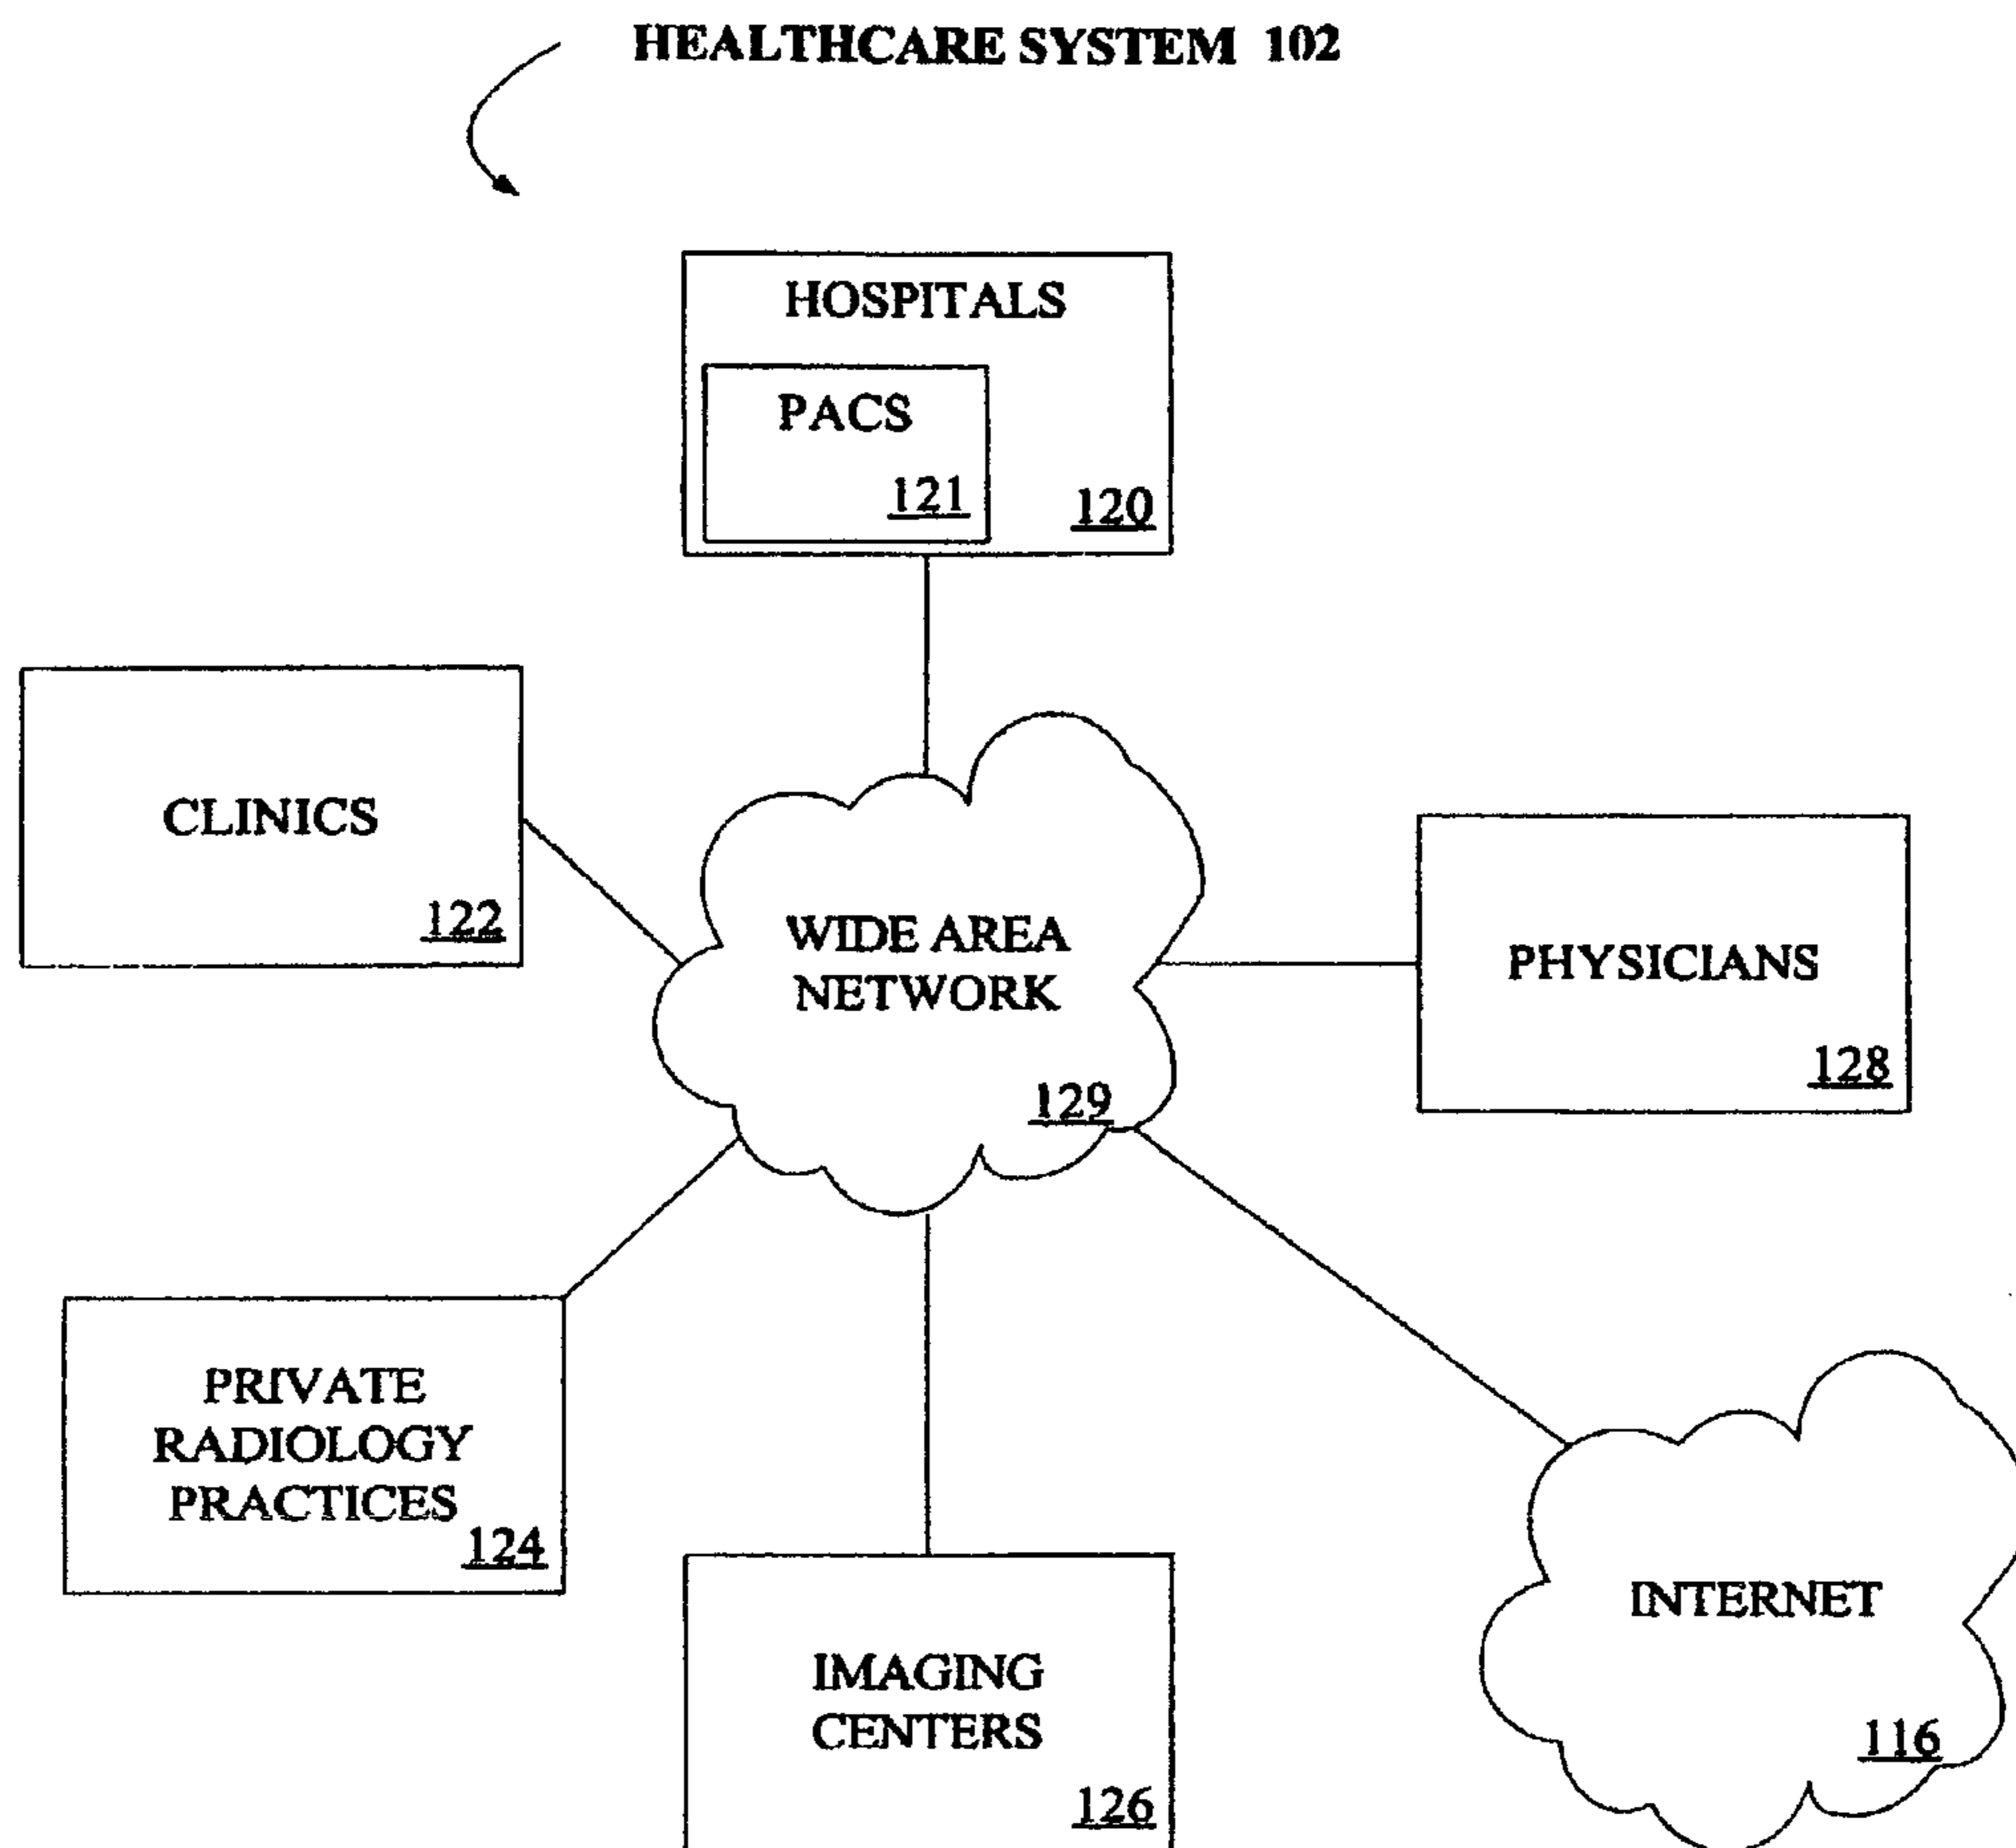 HEALTHCARE SYSTEM 102
HOSPITALS
PACS
121
120
CLINICS
122
WIDE AREA
NETWORK
129
PHYSICIANS
128
PRIVATE
RADIOLOGY
PRACTICES
124
IMAGING
CENTERS
126
INTERNET
116